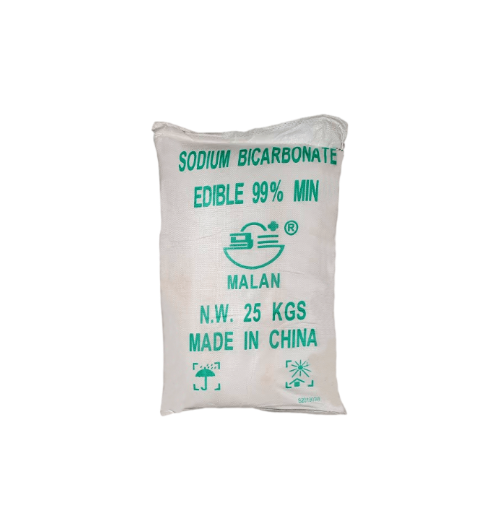 SODIUM BICARBONATE
EDIBLE 99% MIN
®
MALAN
N.W. 25 KGS
MADE IN CHINA